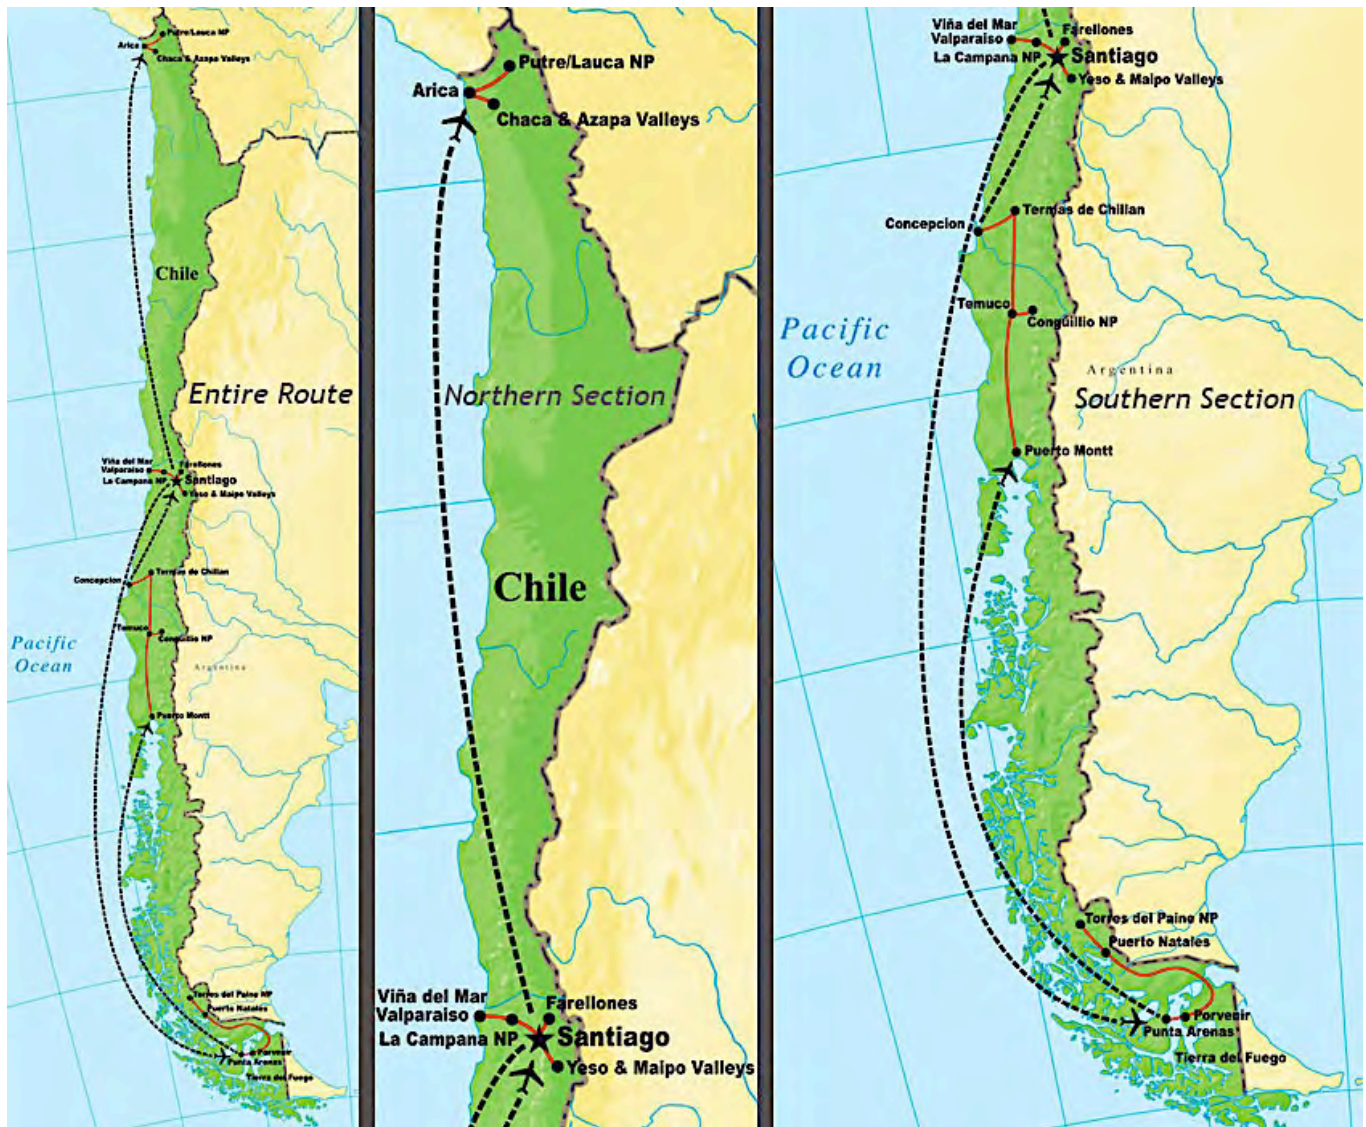 Putre/Lauca NP
Arica
Chaca & Azapa Valleys
Chile
Entire Route
Viña del Mar
Farellones
Valparaiso
La Campana NP
Santiago
Yeso & Maipo Valleys
Termas de Chillan
Concepcion
Temuco
Conguillio NP
Pacific
Ocean
Argentina
Puerto Montt
Torres del Paine NP
Puerto Natales
Porvenir
Punta Arenas
Tierra del Fuego
Putre/Lauca NP
Arica
Chaca & Azapa Valleys
Northern Section
Chile
Viña del Mar
Farellones
Valparaiso
La Campana NP
Santiago
Yeso & Maipo Valleys
Viña del Mar
Farellones
Valparaiso
La Campana NP
Santiago
Yeso & Maipo Valleys
Termas de Chillan
Concepcion
Temuco
Conguillio NP
Pacific
Ocean
Argentina
Southern Section
Puerto Montt
Torres del Paine NP
Puerto Natales
Porvenir
Punta Arenas
Tierra del Fuego